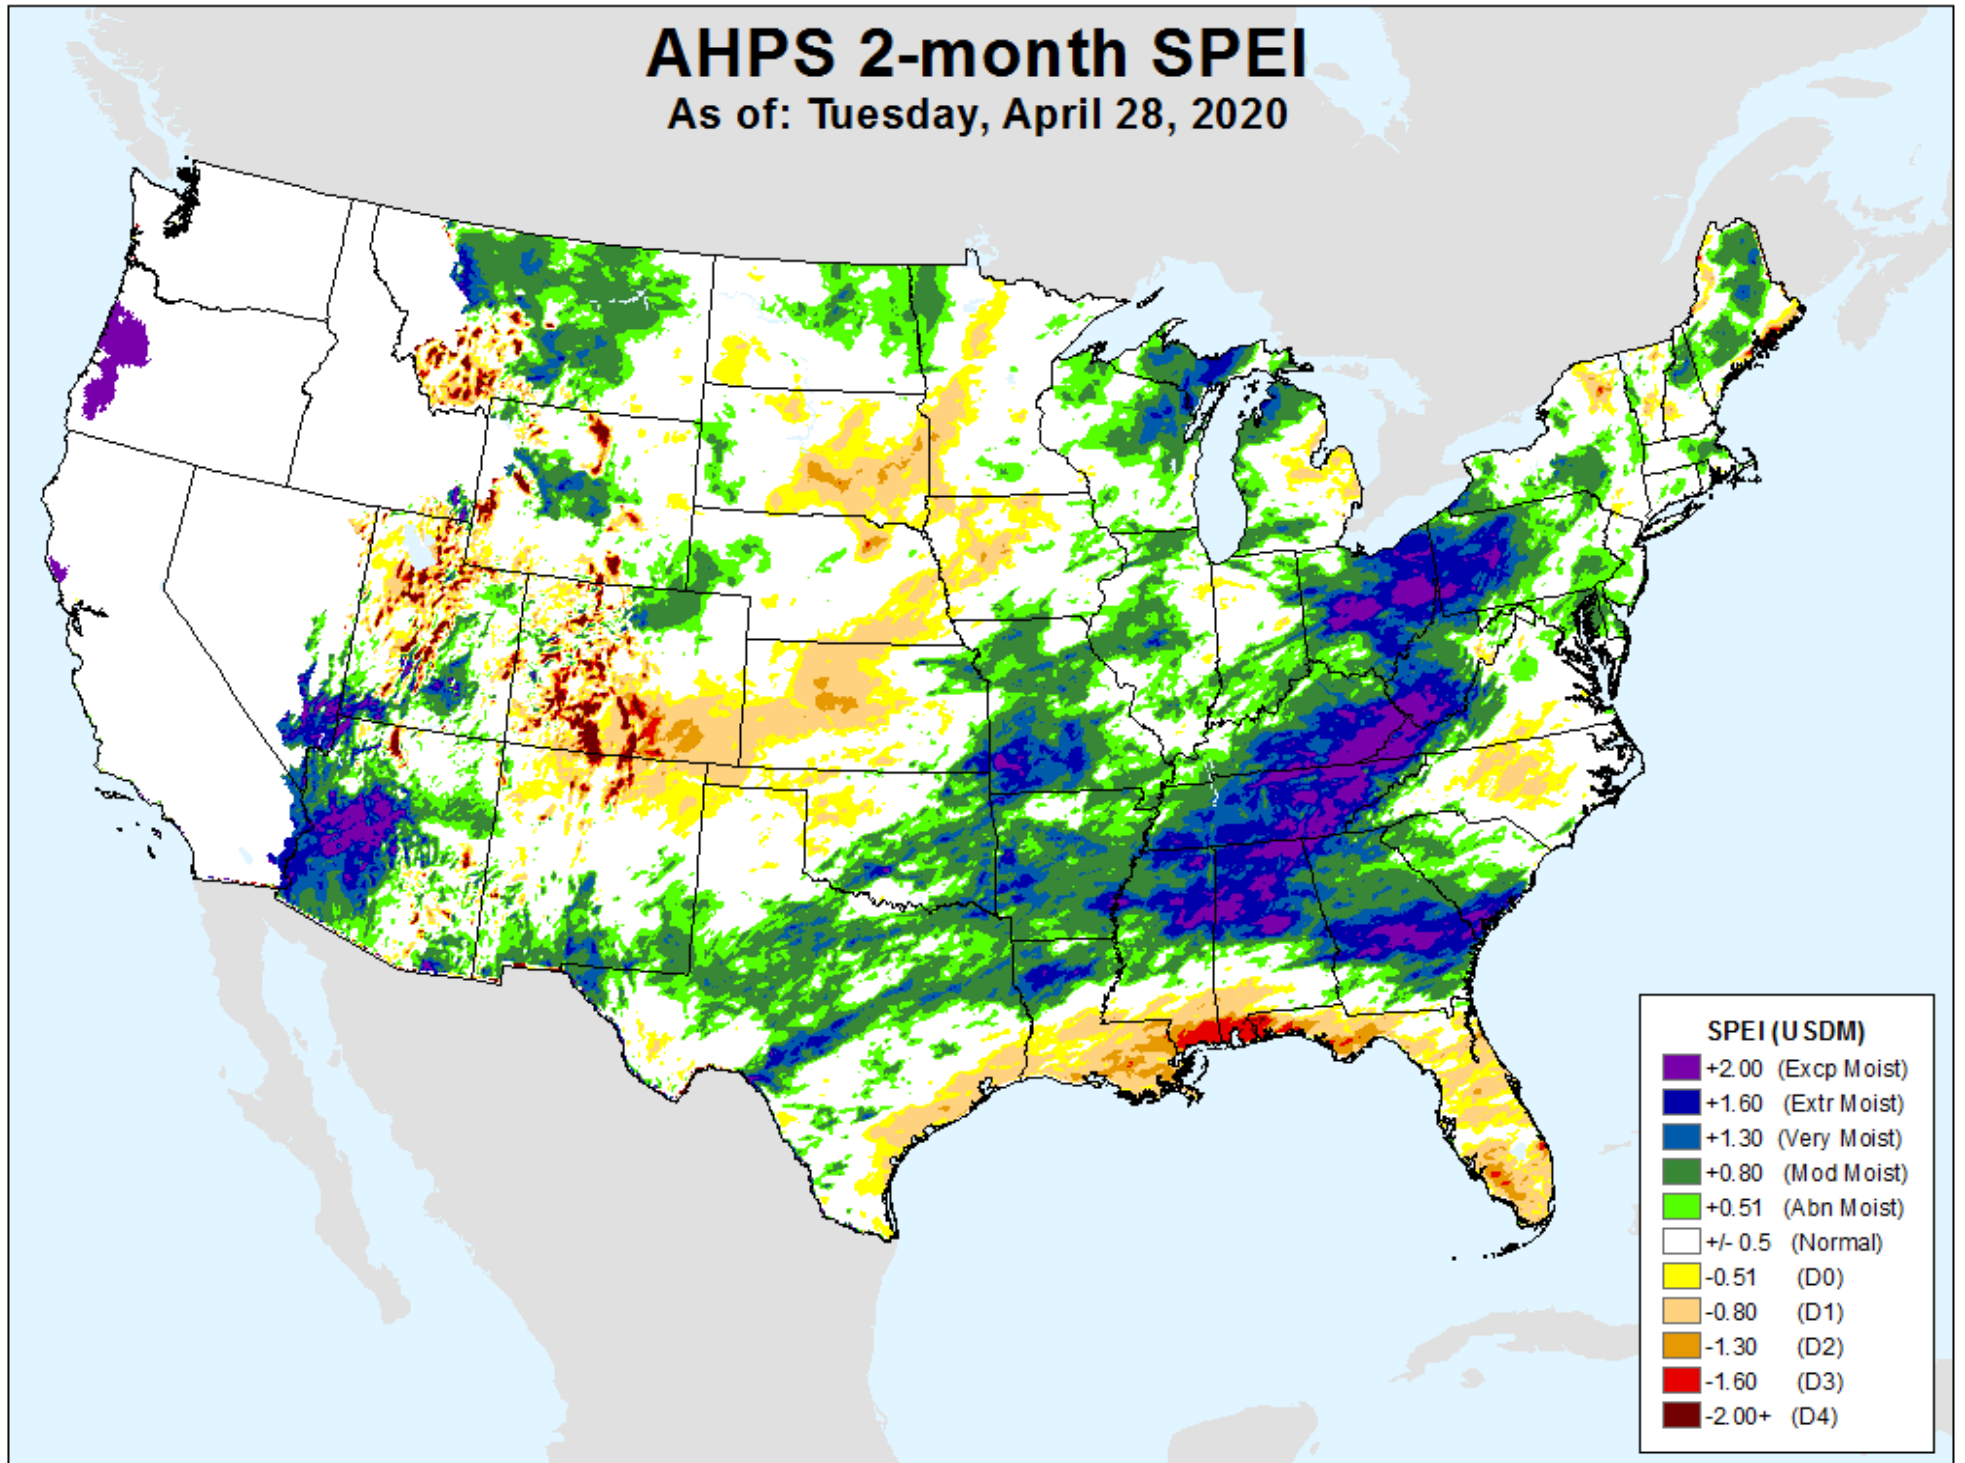 AHPS 2-month SPEI
As of: Tuesday, April 28, 2020
SPEI (USDM)
+2.00 (Excp Moist)
+1.60 (Extr Moist)
+1.30 (Very Moist)
+0.80 (Mod Moist)
+0.51 (Abn Moist)
+/- 0.5 (Normal)
-0.51 (D0)
-0.80 (D1)
-1.30 (D2)
-1.60 (D3)
-2.00+ (D4)